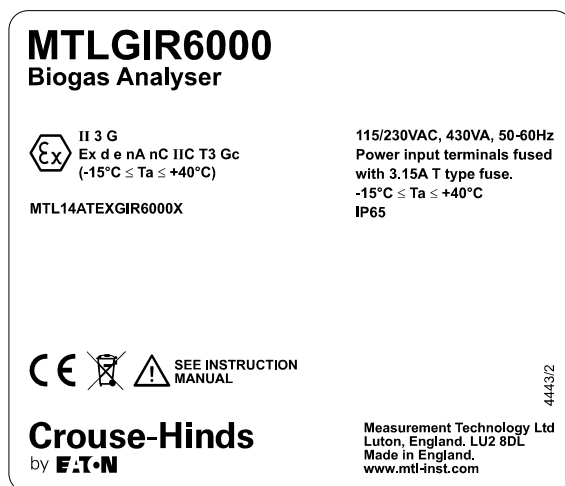 MTLGIR6000
Biogas Analyser
Ex
II 3 G
Ex d e nA nC IIC T3 Gc
(-15°C ≤ Ta ≤ +40°C)
MTL14ATEXGIR6000X
115/230VAC, 430VA, 50-60Hz
Power input terminals fused
with 3.15A T type fuse.
-15°C ≤ Ta ≤ +40°C
IP65
CE
SEE INSTRUCTION
MANUAL
4443/2
Crouse-Hinds
by EATON
Measurement Technology Ltd
Luton, England. LU2 8DL
Made in England.
www.mtl-inst.com